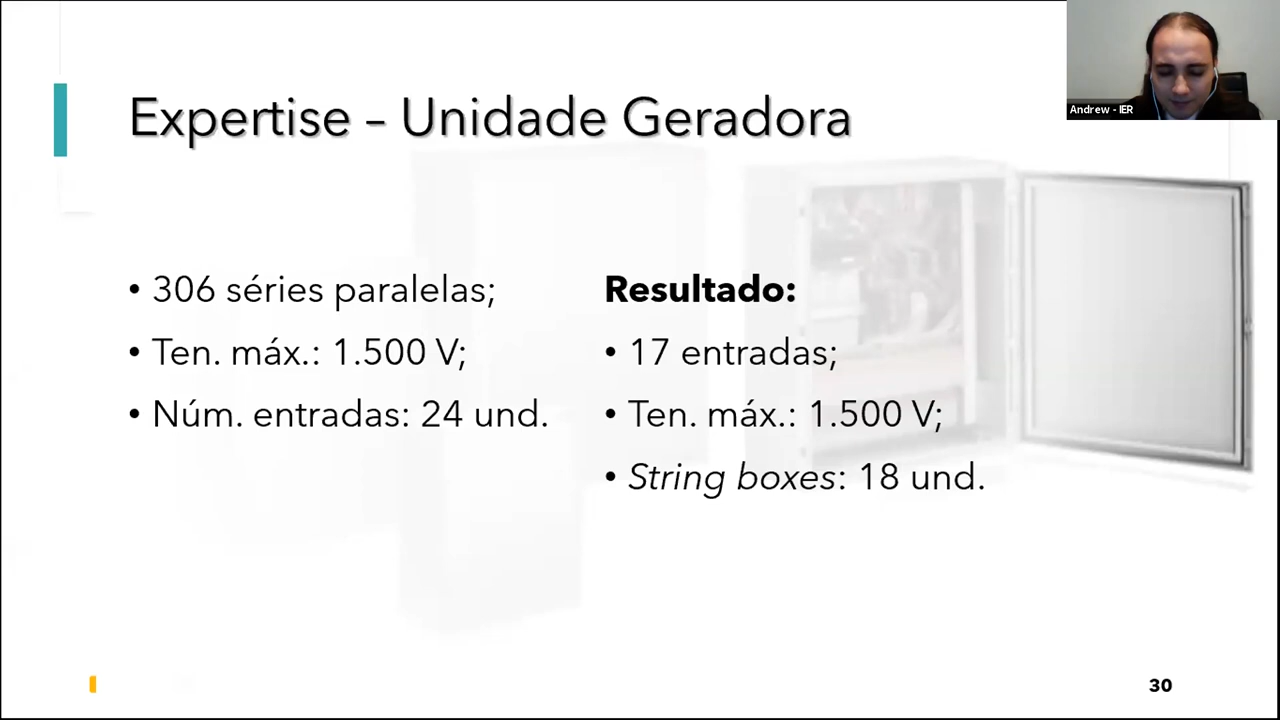 Expertise – Unidade Geradora
Andrew - IER
• 306 séries paralelas;
• Ten. máx.: 1.500 V;
• Núm. entradas: 24 und.
Resultado:
• 17 entradas;
• Ten. máx.: 1.500 V;
• String boxes: 18 und.
30